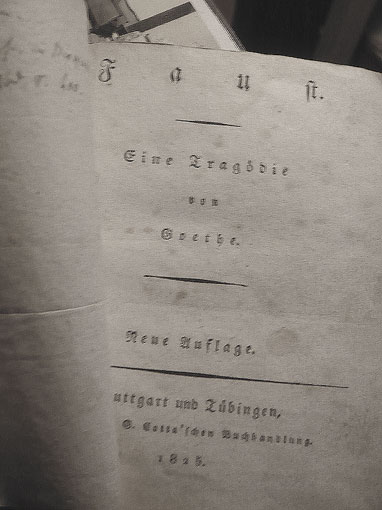 Faust.
Eine Tragödie
von
Goethe.
Neue Auflage.
uttgart und Tübingen,
G. Cotta'schen Buchhandlung.
1825.